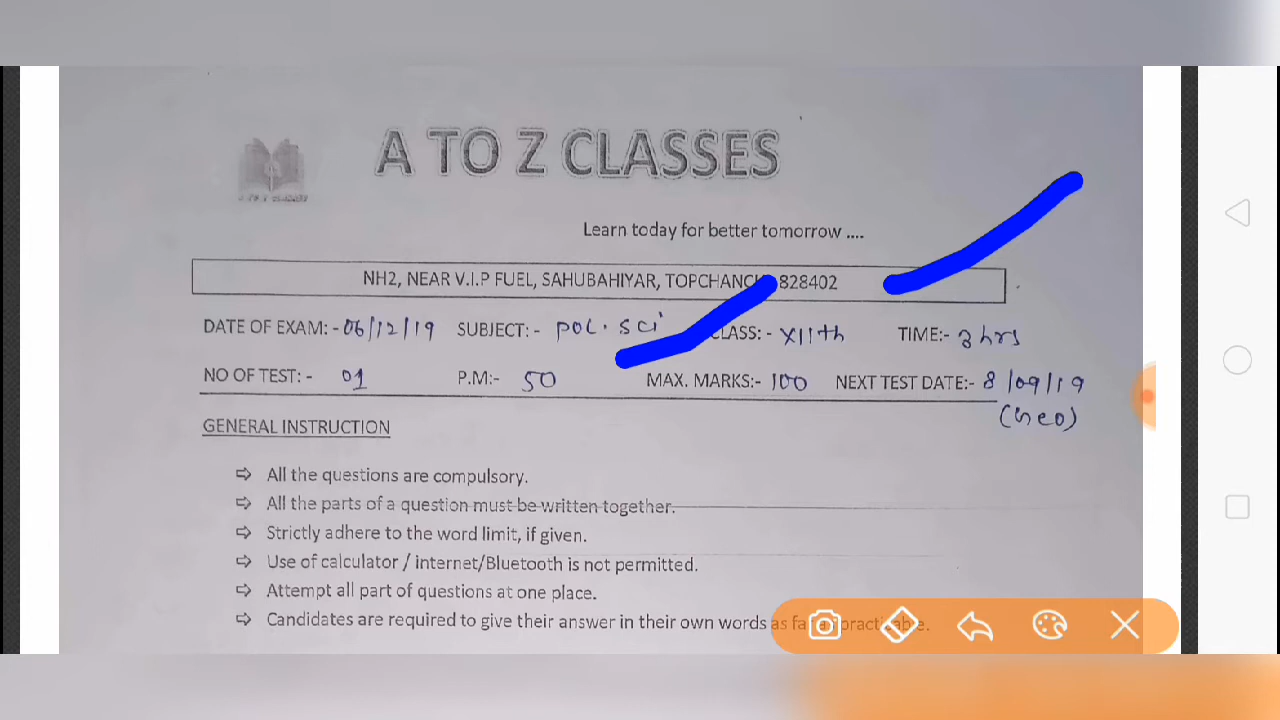 A TO Z CLASSES
Learn today for better tomorrow ....
NH2, NEAR V.I.P FUEL, SAHUBAHIYAR, TOPCHANCHI 828402
DATE OF EXAM: - 06/12/19 SUBJECT: - POL. SCI CLASS: - XIIth TIME:- 3 hrs
NO OF TEST: - 01 P.M:- 50 MAX. MARKS:- 100 NEXT TEST DATE:- 8/09/19
GENERAL INSTRUCTION
⇨ All the questions are compulsory.
⇨ All the parts of a question must be written together.
⇨ Strictly adhere to the word limit, if given.
⇨ Use of calculator / internet/Bluetooth is not permitted.
⇨ Attempt all part of questions at one place.
⇨ Candidates are required to give their answer in their own words as far practicable.